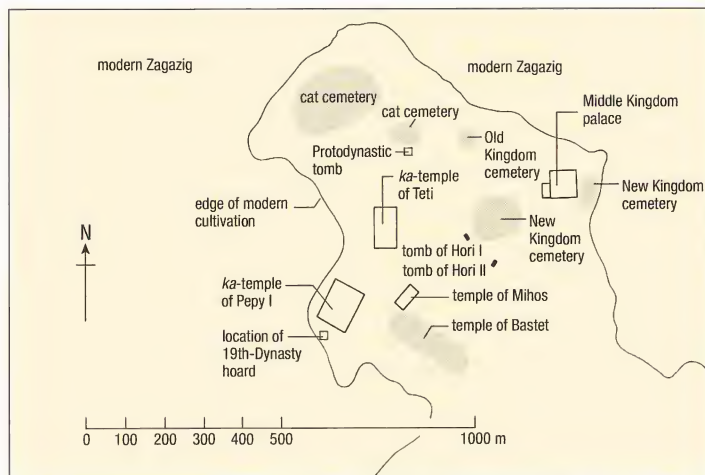 modern Zagazig
modern Zagazig
cat cemetery
cat cemetery
Middle Kingdom
palace
Protodynastic
tomb
Old
Kingdom
cemetery
ka-temple
of Teti
New Kingdom
cemetery
edge of modern
cultivation
New
Kingdom
cemetery
N
tomb of Hori I
tomb of Hori II
ka-temple
of Pepy I
temple of Mihos
location of
19th-Dynasty
hoard
temple of Bastet
0 100 200 300 400 500 1000 m